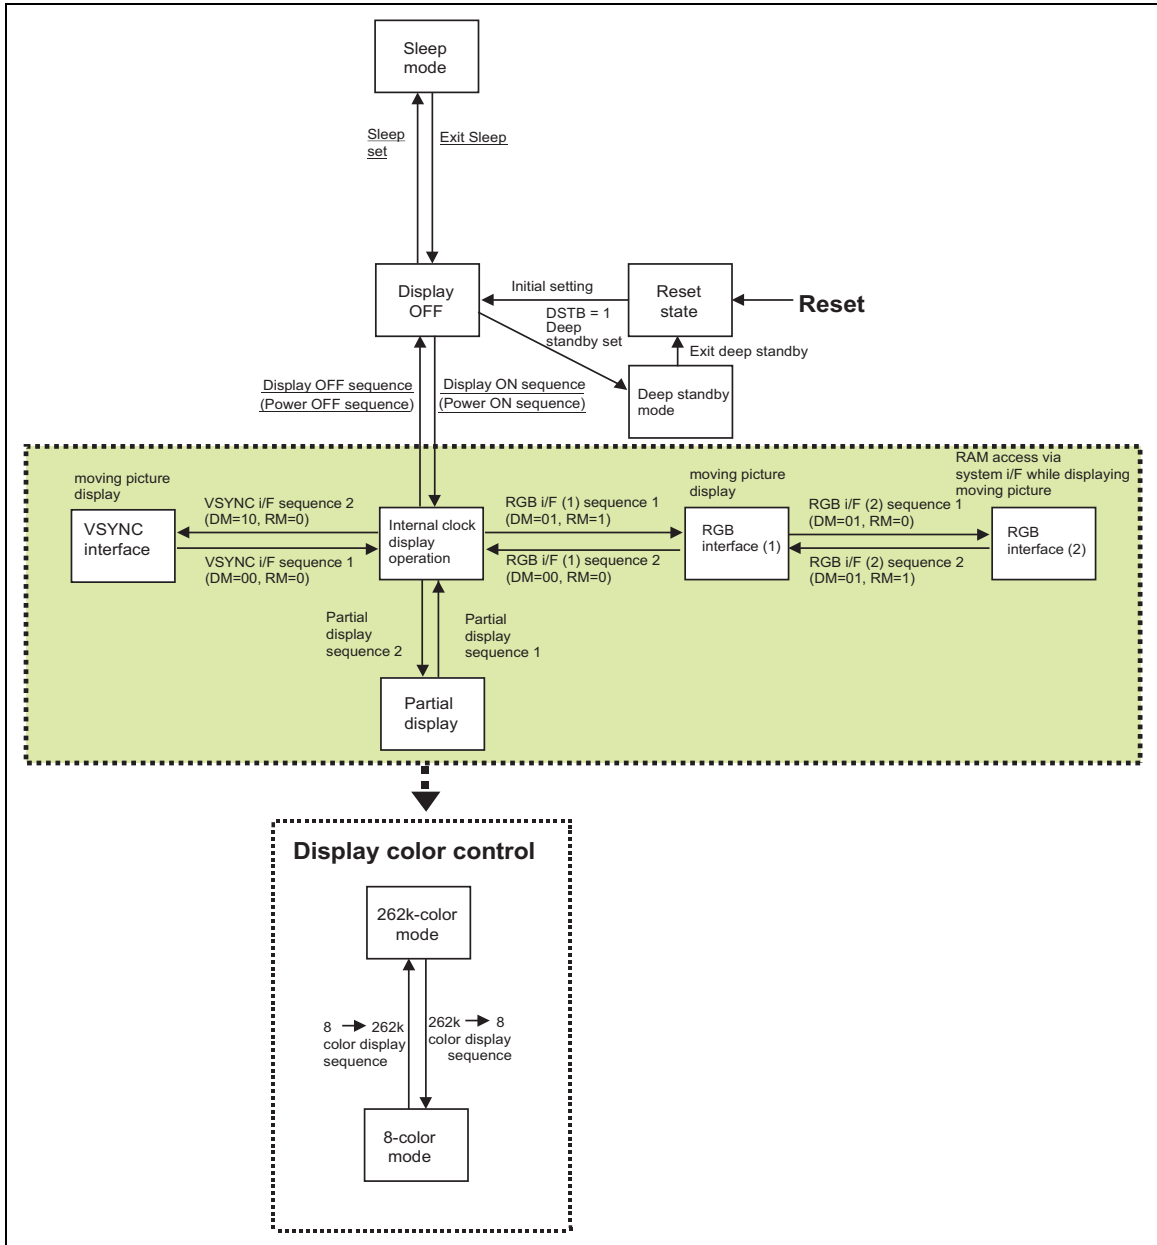 Sleep
mode
Sleep
set
Exit Sleep
Display
OFF
Initial setting
Reset
state
Reset
DSTB = 1
Deep
standby set
Exit deep standby
Deep standby
mode
Display OFF sequence
(Power OFF sequence)
Display ON sequence
(Power ON sequence)
moving picture
display
VSYNC
interface
VSYNC i/F sequence 2
(DM=10, RM=0)
VSYNC i/F sequence 1
(DM=00, RM=0)
Internal clock
display
operation
RGB i/F (1) sequence 1
(DM=01, RM=1)
RGB i/F (1) sequence 2
(DM=00, RM=0)
moving picture
display
RGB
interface (1)
RGB i/F (2) sequence 1
(DM=01, RM=0)
RGB i/F (2) sequence 2
(DM=01, RM=1)
RAM access via
system i/F while displaying
moving picture
RGB
interface (2)
Partial
display
sequence 2
Partial
display
sequence 1
Partial
display
Display color control
262k-color
mode
8 → 262k
color display
sequence
262k → 8
color display
sequence
8-color
mode